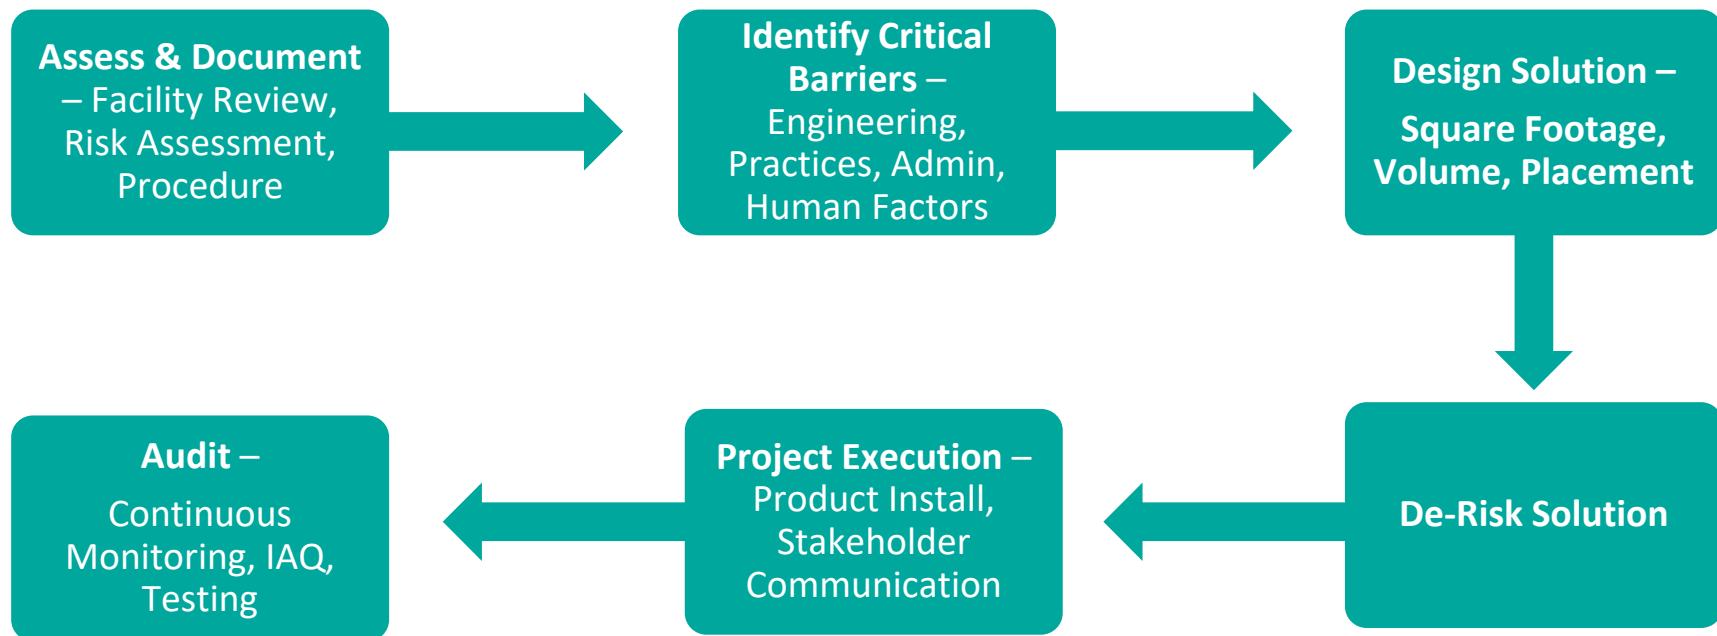 Assess & Document
– Facility Review,
Risk Assessment,
Procedure
Identify Critical
Barriers –
Engineering,
Practices, Admin,
Human Factors
Design Solution –
Square Footage,
Volume, Placement
De-Risk Solution
Project Execution –
Product Install,
Stakeholder
Communication
Audit –
Continuous
Monitoring, IAQ,
Testing